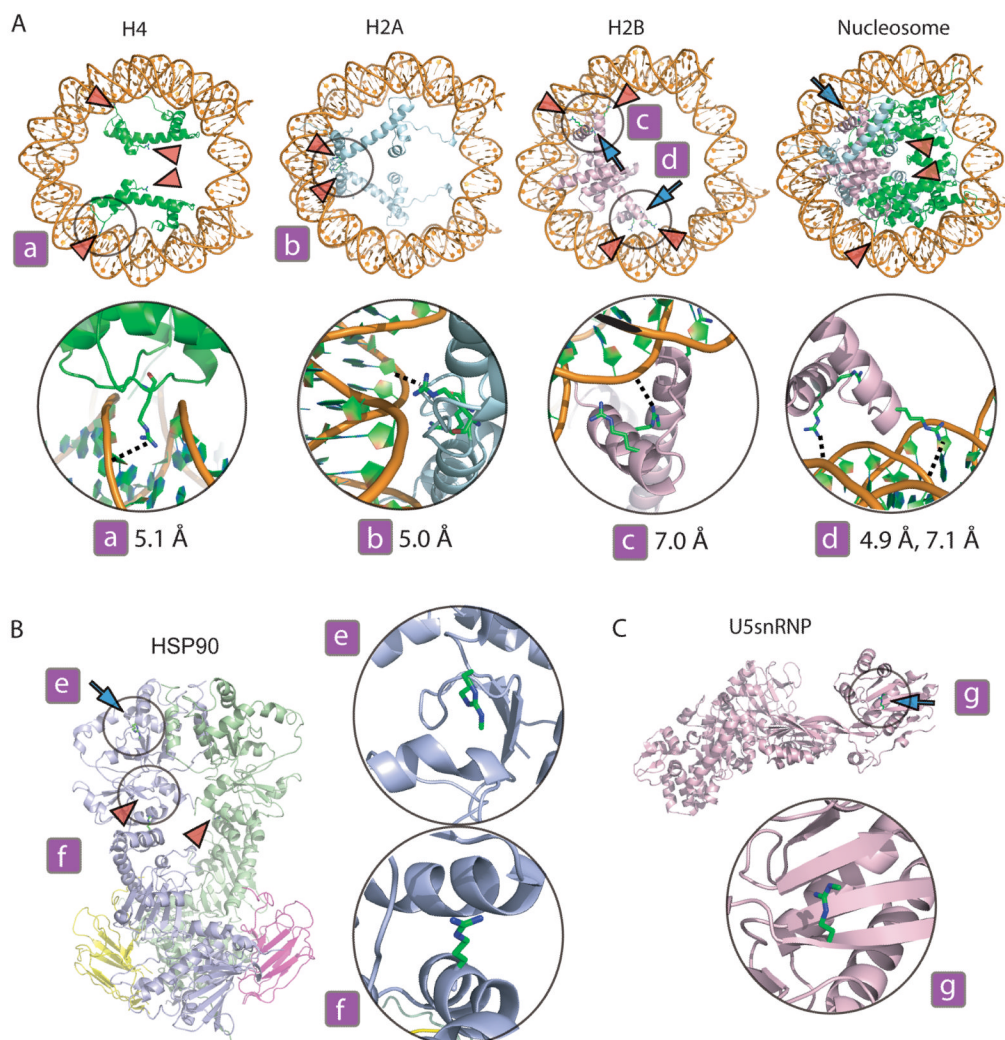 A
H4
H2A
H2B
Nucleosome
a
b
c
d
a 5.1 Å
b 5.0 Å
c 7.0 Å
d 4.9 Å, 7.1 Å
B
HSP90
e
f
e
f
C
U5snRNP
g
g